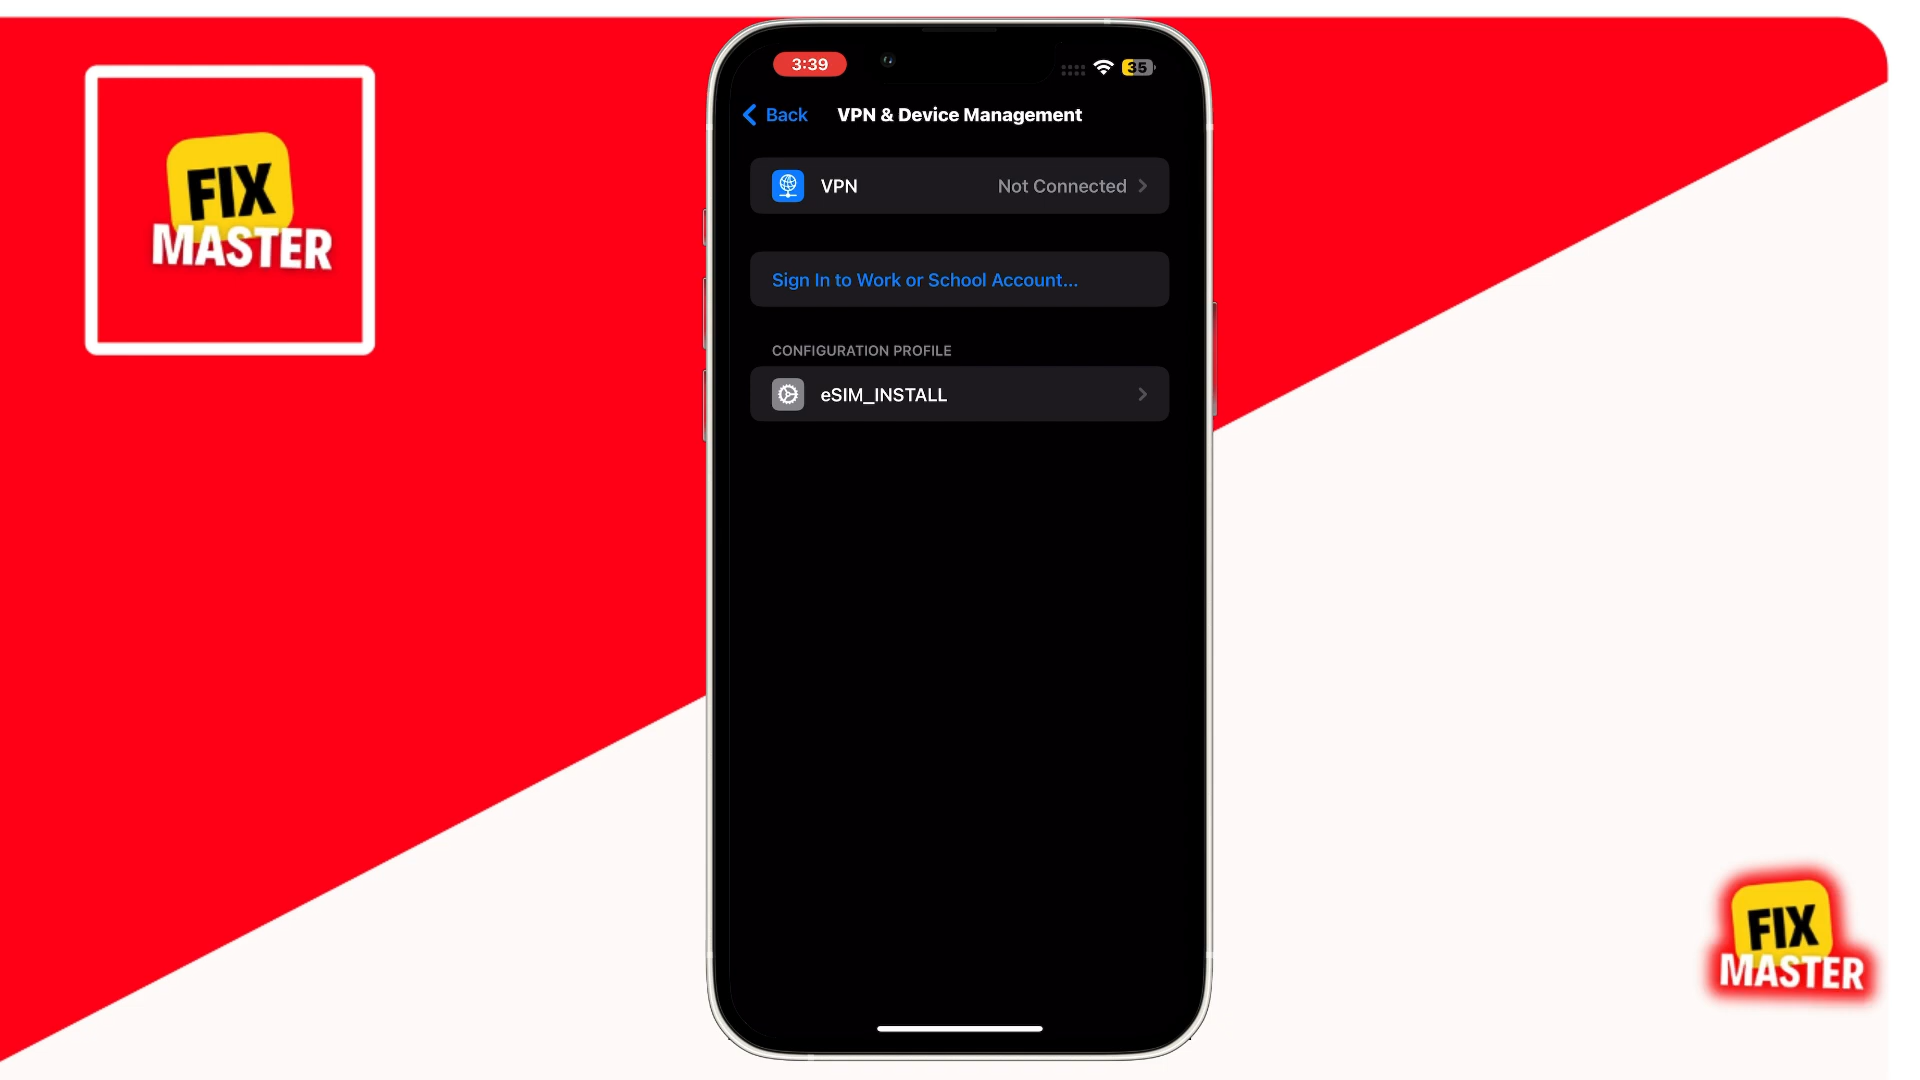 FIX
MASTER
3:39
35
Back
VPN & Device Management
VPN
Not Connected
Sign In to Work or School Account...
CONFIGURATION PROFILE
eSIM_INSTALL
FIX
MASTER